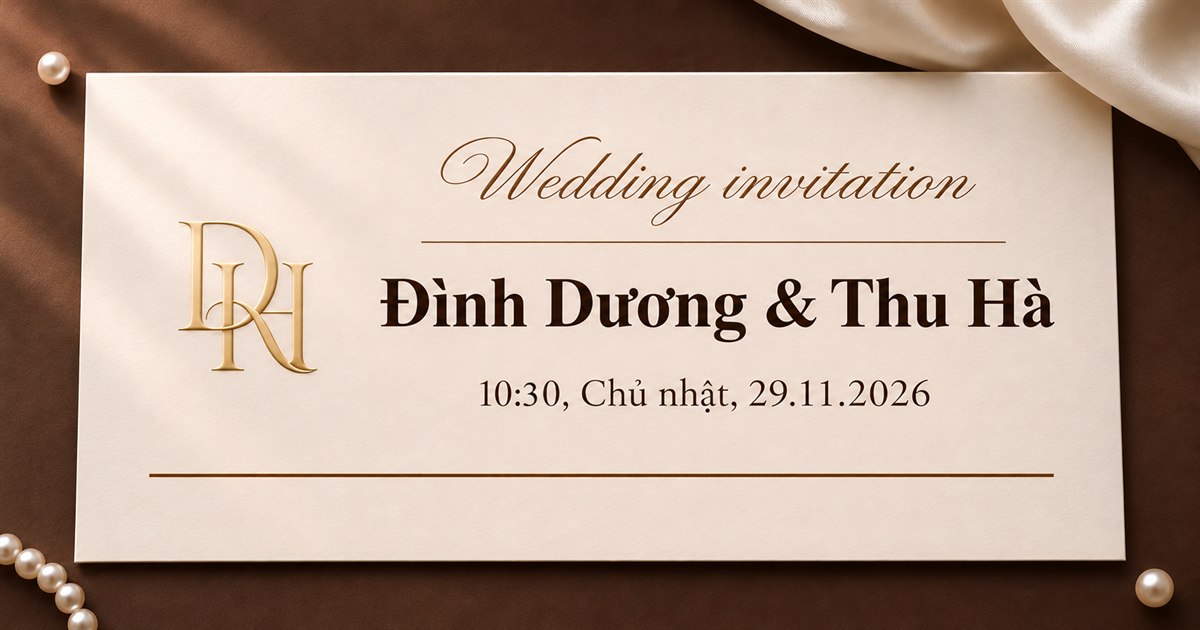 Wedding invitation
DH
Đình Dương & Thu Hà
10:30, Chủ nhật, 29.11.2026